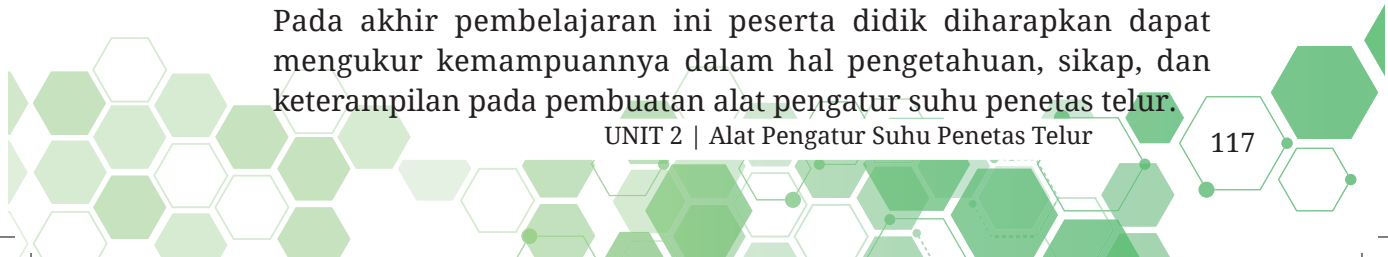 Pada akhir pembelajaran ini peserta didik diharapkan dapat
mengukur kemampuannya dalam hal pengetahuan, sikap, dan
keterampilan pada pembuatan alat pengatur suhu penetas telur.
UNIT 2 | Alat Pengatur Suhu Penetas Telur
117